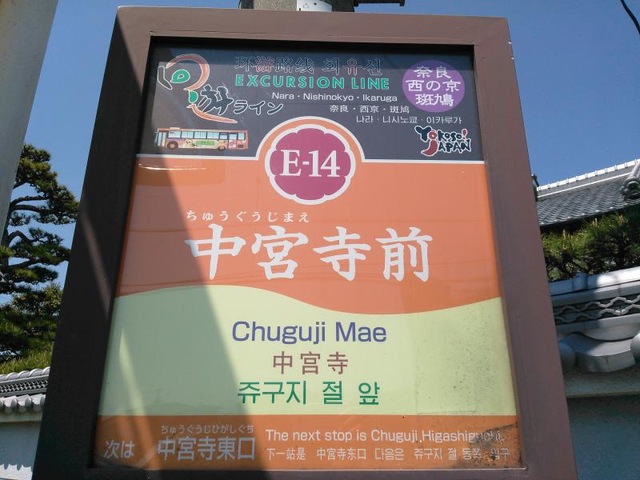 回遊ライン
环游路线 회유전
EXCURSION LINE
Nara・Nishinokyo・Ikaruga
奈良・西京・斑鸠
나라・니시노쿄・이카루가
奈良
西の京
斑鳩
YOKOSO!
JAPAN
E-14
ちゅうぐうじまえ
中宮寺前
Chuguji Mae
中宫寺
쥬구지 절 앞
ちゅうぐうじひがしぐち
次は 中宮寺東口
The next stop is Chuguji,Higashiguchi.
下一站是 中宫寺东口 다음은 쥬구지 절 동쪽